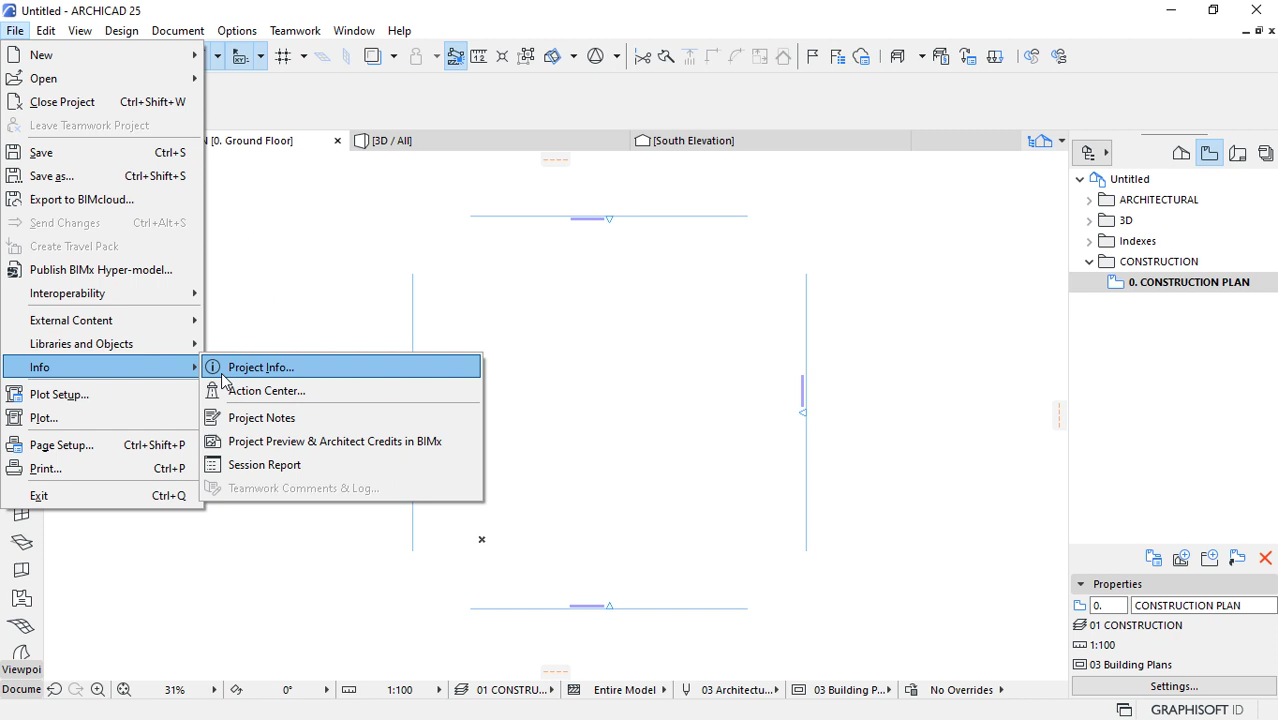 Untitled - ARCHICAD 25
File Edit View Design Document Options Teamwork Window Help
New
Open
Close Project Ctrl+Shift+W
Leave Teamwork Project
Save Ctrl+S
Save as... Ctrl+Shift+S
Export to BIMcloud...
Send Changes Ctrl+Alt+S
Create Travel Pack
Publish BIMx Hyper-model...
Interoperability
External Content
Libraries and Objects
Info
Plot Setup...
Plot...
Page Setup... Ctrl+Shift+P
Print... Ctrl+P
Exit Ctrl+Q
Project Info...
Action Center...
Project Notes
Project Preview & Architect Credits in BIMx
Session Report
Teamwork Comments & Log...
N [0. Ground Floor]
[3D / All]
[South Elevation]
Untitled
ARCHITECTURAL
3D
Indexes
CONSTRUCTION
0. CONSTRUCTION PLAN
Properties
0. CONSTRUCTION PLAN
01 CONSTRUCTION
1:100
03 Building Plans
Settings...
Viewpoi
Docume
31% 0° 1:100 01 CONSTRU... Entire Model 03 Architectu... 03 Building P... No Overrides
GRAPHISOFT ID